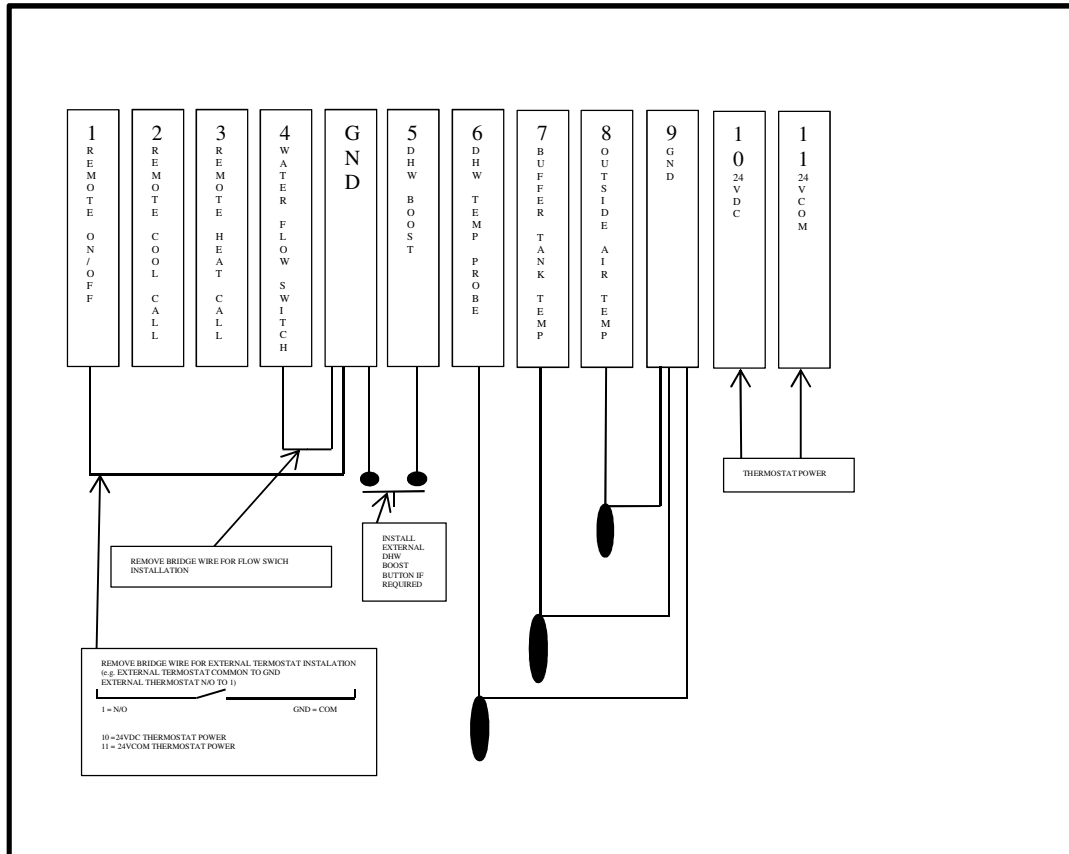 1 REMOTE ON/OFF
2 REMOTE COOL CALL
3 REMOTE HEAT CALL
4 WATER FLOW SWITCH
GND
5 DHW BOOST
6 DHW TEMP PROBE
7 BUFFER TANK TEMP
8 OUTSIDE AIR TEMP
9 GND
10 24VDC
11 24VCOM
THERMOSTAT POWER
REMOVE BRIDGE WIRE FOR FLOW SWICH
INSTALLATION
INSTALL
EXTERNAL
DHW
BOOST
BUTTON IF
REQUIRED
REMOVE BRIDGE WIRE FOR EXTERNAL TERMOSTAT INSTALATION
(e.g. EXTERNAL TERMOSTAT COMMON TO GND
EXTERNAL THERMOSTAT N/O TO 1)
1 = N/O GND = COM
10 =24VDC THERMOSTAT POWER
11 = 24VCOM THERMOSTAT POWER